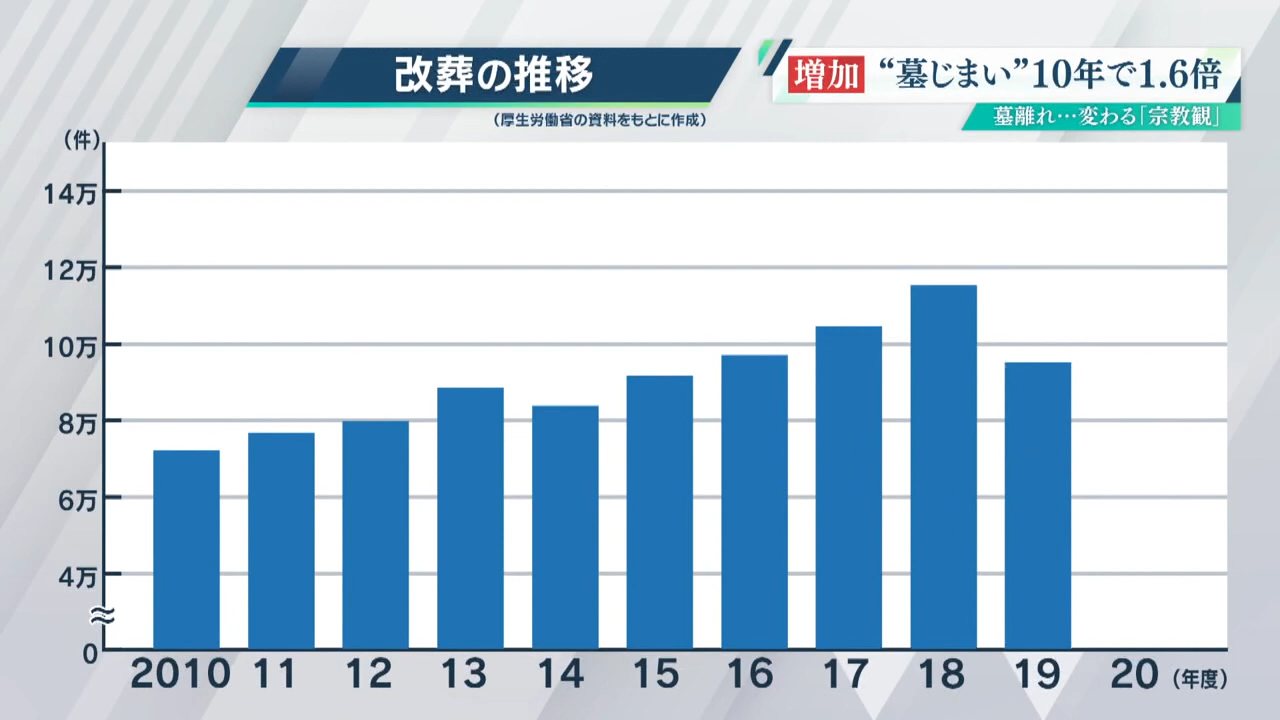 改葬の推移
増加 “墓じまい”10年で1.6倍
墓離れ…変わる「宗教観」
（厚生労働省の資料をもとに作成）
（件）
14万
12万
10万
8万
6万
4万
0
2010 11 12 13 14 15 16 17 18 19 20 （年度）